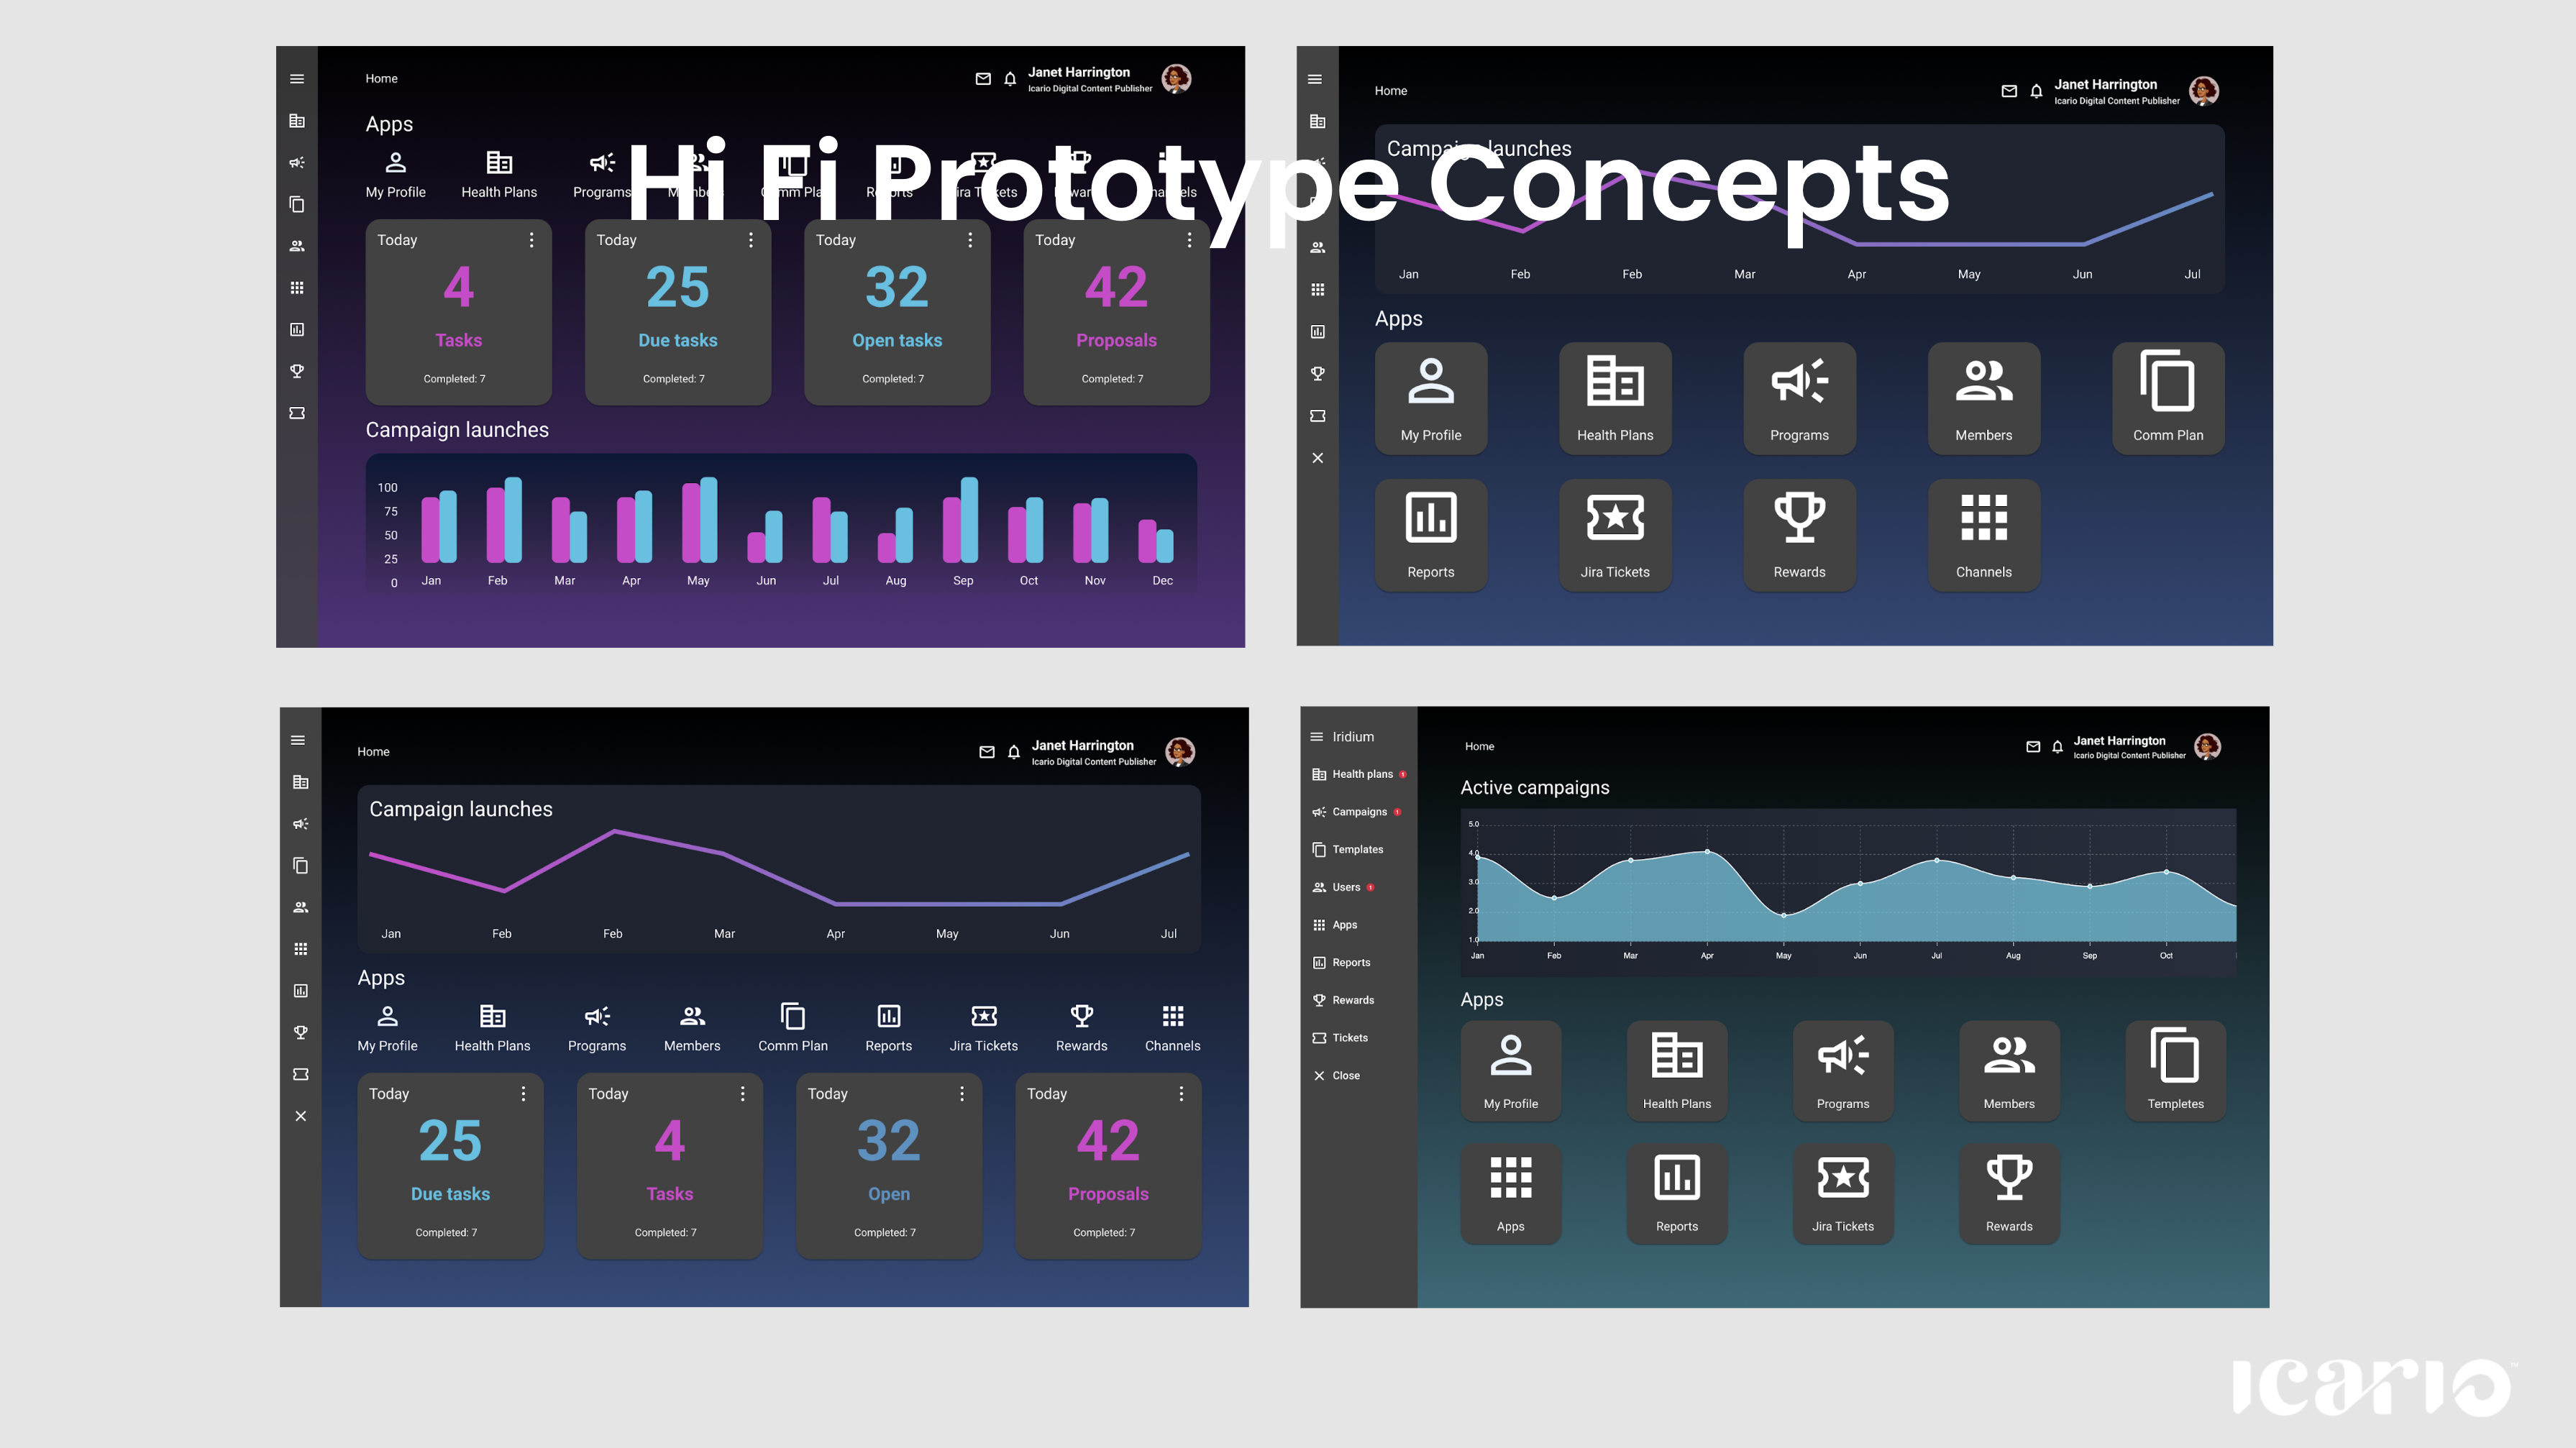 Hi Fi Prototype Concepts
Home
Janet Harrington
Icario Digital Content Publisher
Apps
My Profile Health Plans Programs Members Comm Plan Reports Jira Tickets Rewards Channels
Today Today Today Today
4 25 32 42
Tasks Due tasks Open tasks Proposals
Completed: 7 Completed: 7 Completed: 7 Completed: 7
Campaign launches
100
75
50
25
0
Jan Feb Mar Apr May Jun Jul Aug Sep Oct Nov Dec
Home
Janet Harrington
Icario Digital Content Publisher
Campaign launches
Jan Feb Feb Mar Apr May Jun Jul
Apps
My Profile Health Plans Programs Members Comm Plan
Reports Jira Tickets Rewards Channels
Home
Janet Harrington
Icario Digital Content Publisher
Campaign launches
Jan Feb Feb Mar Apr May Jun Jul
Apps
My Profile Health Plans Programs Members Comm Plan Reports Jira Tickets Rewards Channels
Today Today Today Today
25 4 32 42
Due tasks Tasks Open Proposals
Completed: 7 Completed: 7 Completed: 7 Completed: 7
Iridium
Health plans 1
Campaigns 1
Templates
Users 1
Apps
Reports
Rewards
Tickets
Close
Home
Janet Harrington
Icario Digital Content Publisher
Active campaigns
5.0
4.0
3.0
2.0
1.0
Jan Feb Mar Apr May Jun Jul Aug Sep Oct
Apps
My Profile Health Plans Programs Members Templetes
Apps Reports Jira Tickets Rewards
icario™